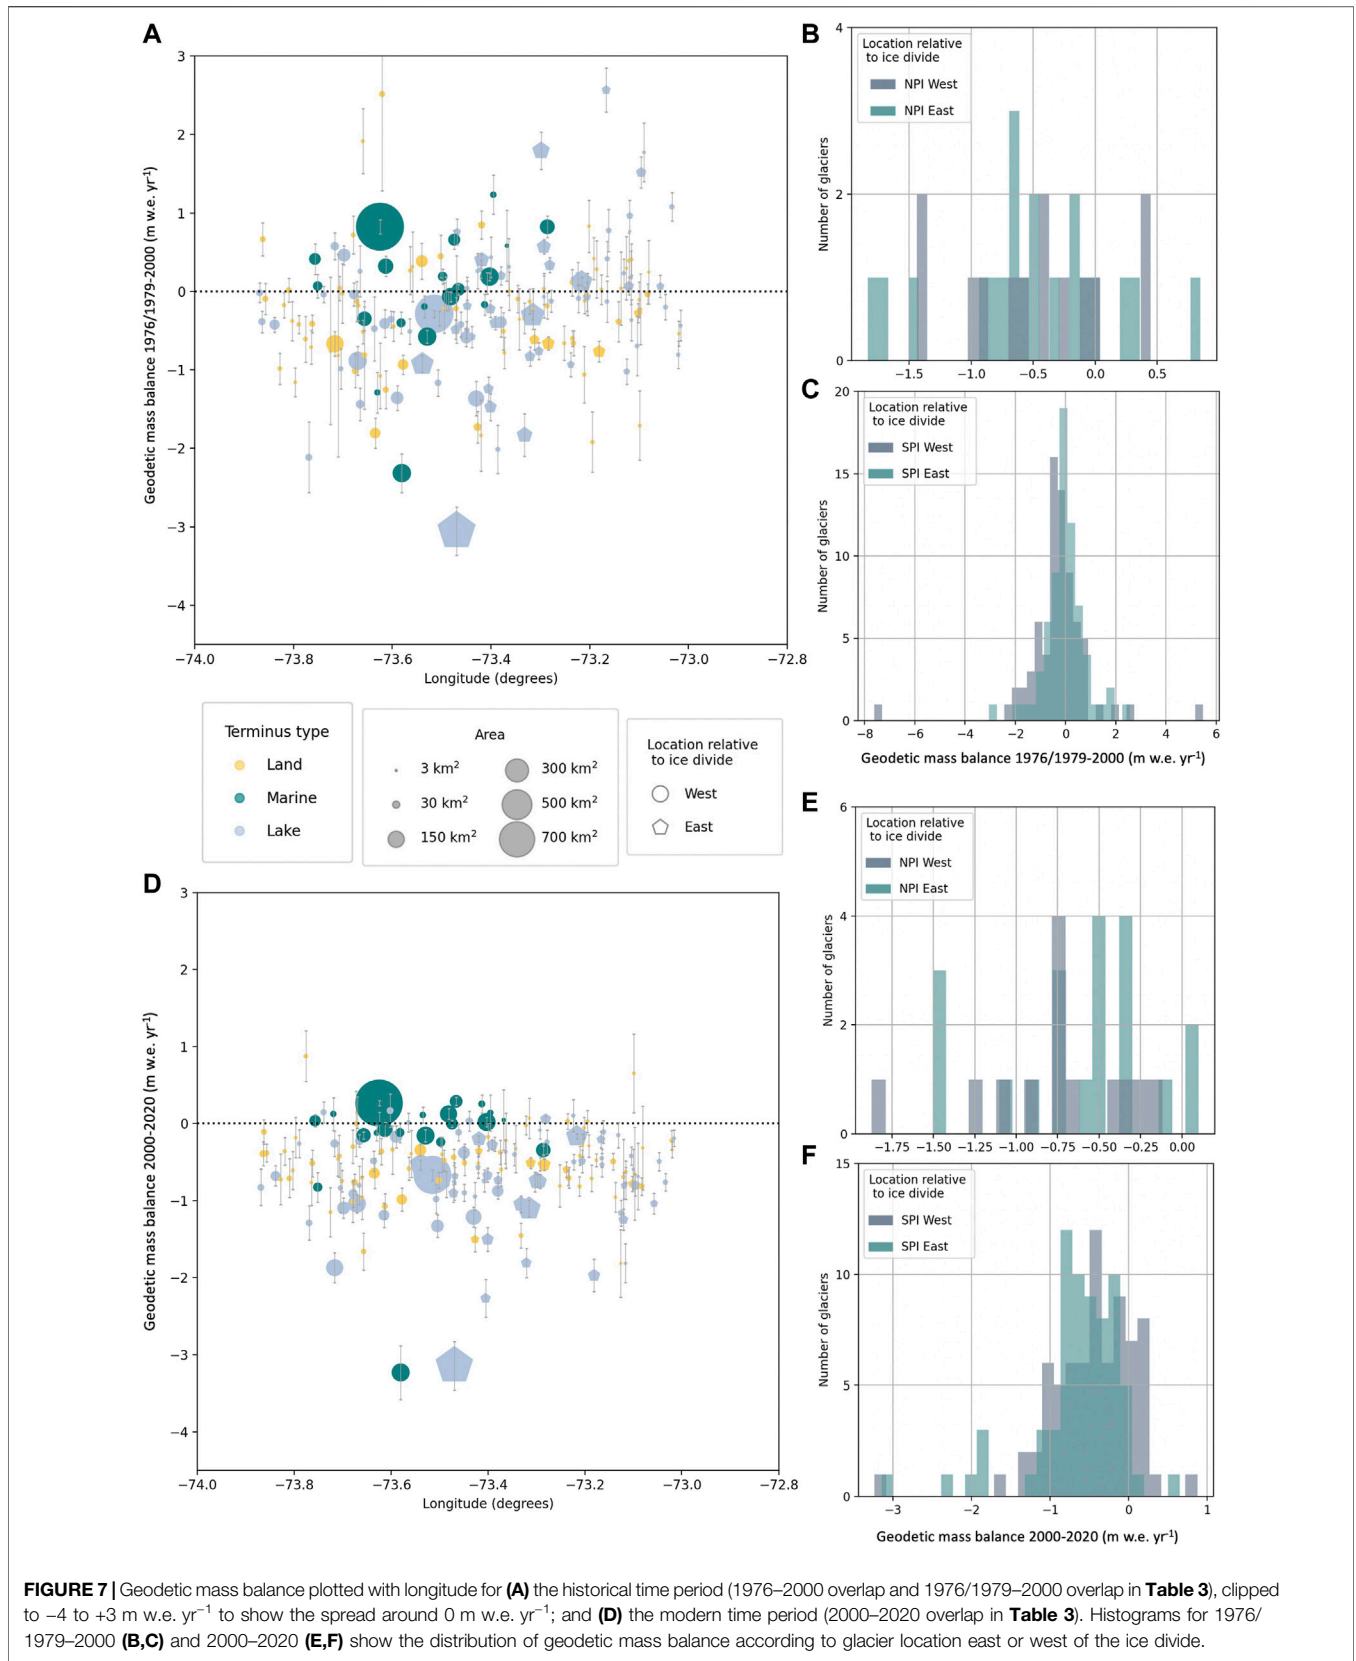 A
Geodetic mass balance 1976/1979-2000 (m w.e. yr⁻¹)
3
2
1
0
−1
−2
−3
−4
−74.0 −73.8 −73.6 −73.4 −73.2 −73.0 −72.8
Longitude (degrees)
B
Location relative
to ice divide
NPI West
NPI East
Number of glaciers
4
2
0
−1.5 −1.0 −0.5 0.0 0.5
C
Location relative
to ice divide
SPI West
SPI East
Number of glaciers
20
15
10
5
0
−8 −6 −4 −2 0 2 4 6
Geodetic mass balance 1976/1979-2000 (m w.e. yr⁻¹)
Terminus type
Land
Marine
Lake
Area
3 km²
30 km²
150 km²
300 km²
500 km²
700 km²
Location relative
to ice divide
West
East
D
Geodetic mass balance 2000-2020 (m w.e. yr⁻¹)
3
2
1
0
−1
−2
−3
−4
−74.0 −73.8 −73.6 −73.4 −73.2 −73.0 −72.8
Longitude (degrees)
E
Location relative
to ice divide
NPI West
NPI East
Number of glaciers
6
4
2
0
−1.75 −1.50 −1.25 −1.00 −0.75 −0.50 −0.25 0.00
F
Location relative
to ice divide
SPI West
SPI East
Number of glaciers
15
10
5
0
−3 −2 −1 0 1
Geodetic mass balance 2000-2020 (m w.e. yr⁻¹)
FIGURE 7 | Geodetic mass balance plotted with longitude for (A) the historical time period (1976–2000 overlap and 1976/1979–2000 overlap in Table 3), clipped
to −4 to +3 m w.e. yr⁻¹ to show the spread around 0 m w.e. yr⁻¹; and (D) the modern time period (2000–2020 overlap in Table 3). Histograms for 1976/
1979–2000 (B,C) and 2000–2020 (E,F) show the distribution of geodetic mass balance according to glacier location east or west of the ice divide.